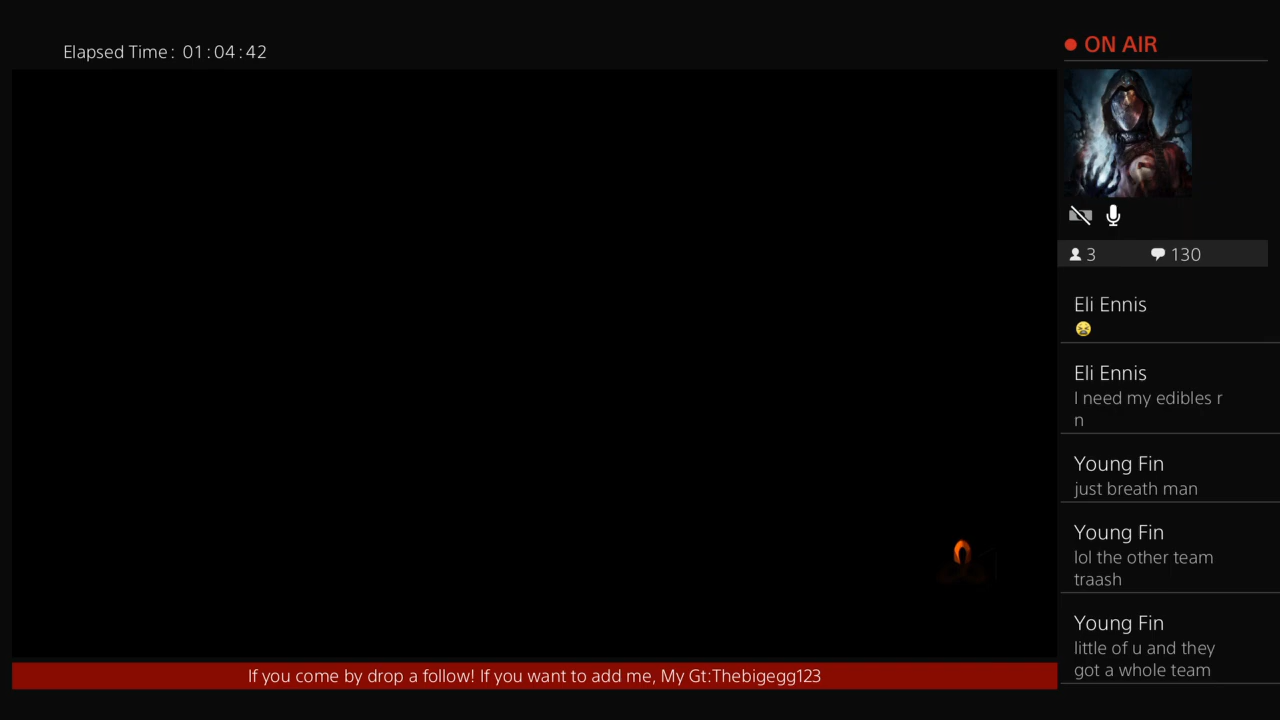 Elapsed Time: 01:04:42
ON AIR
3
130
Eli Ennis
Eli Ennis
I need my edibles r
n
Young Fin
just breath man
Young Fin
lol the other team
traash
Young Fin
little of u and they
got a whole team
If you come by drop a follow! If you want to add me, My Gt:Thebigegg123